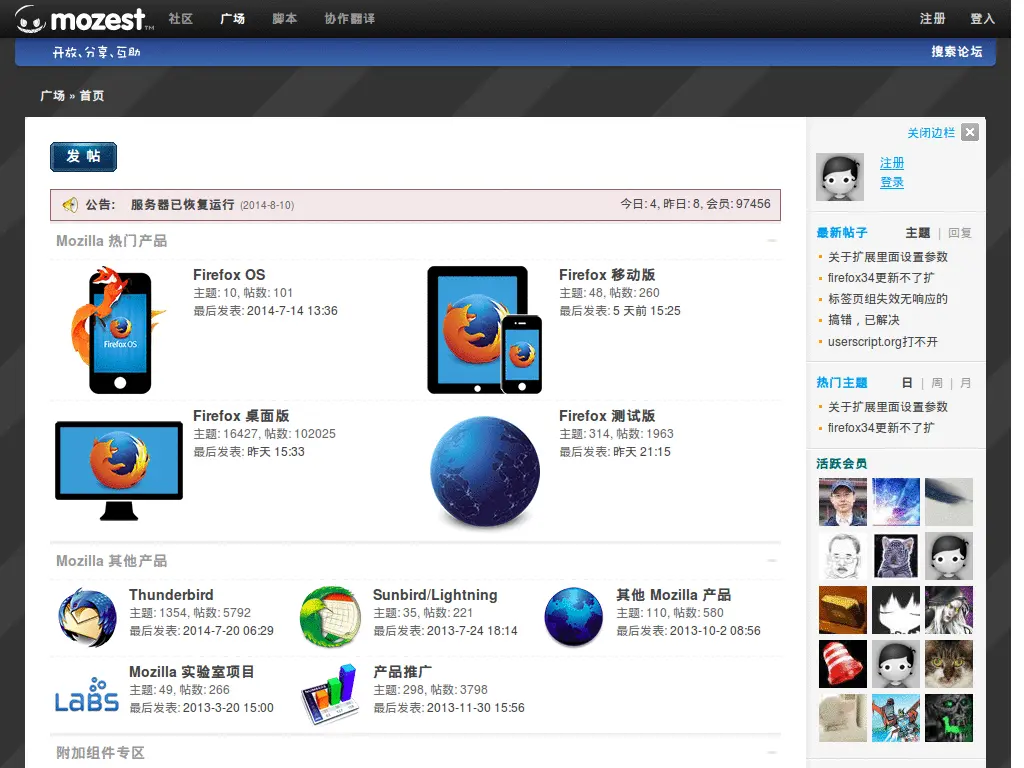 mozest™ 社区 广场 脚本 协作翻译 注册 登入
开放、分享、互助 搜索论坛
广场 » 首页
发 帖
公告: 服务器已恢复运行 (2014-8-10) 今日: 4, 昨日: 8, 会员: 97456
Mozilla 热门产品
Firefox OS
主题: 10, 帖数: 101
最后发表: 2014-7-14 13:36
Firefox OS
Firefox 移动版
主题: 48, 帖数: 260
最后发表: 5 天前 15:25
Firefox 桌面版
主题: 16427, 帖数: 102025
最后发表: 昨天 15:33
Firefox 测试版
主题: 314, 帖数: 1963
最后发表: 昨天 21:15
Mozilla 其他产品
Thunderbird
主题: 1354, 帖数: 5792
最后发表: 2014-7-20 06:29
Sunbird/Lightning
主题: 35, 帖数: 221
最后发表: 2013-7-24 18:14
其他 Mozilla 产品
主题: 110, 帖数: 580
最后发表: 2013-10-2 08:56
LaBS
Mozilla 实验室项目
主题: 49, 帖数: 266
最后发表: 2013-3-20 15:00
产品推广
主题: 298, 帖数: 3798
最后发表: 2013-11-30 15:56
附加组件专区
关闭边栏
注册
登录
最新帖子 主题 | 回复
关于扩展里面设置参数
firefox34更新不了扩
标签页组失效无响应的
搞错，已解决
userscript.org打不开
热门主题 日 | 周 | 月
关于扩展里面设置参数
firefox34更新不了扩
活跃会员